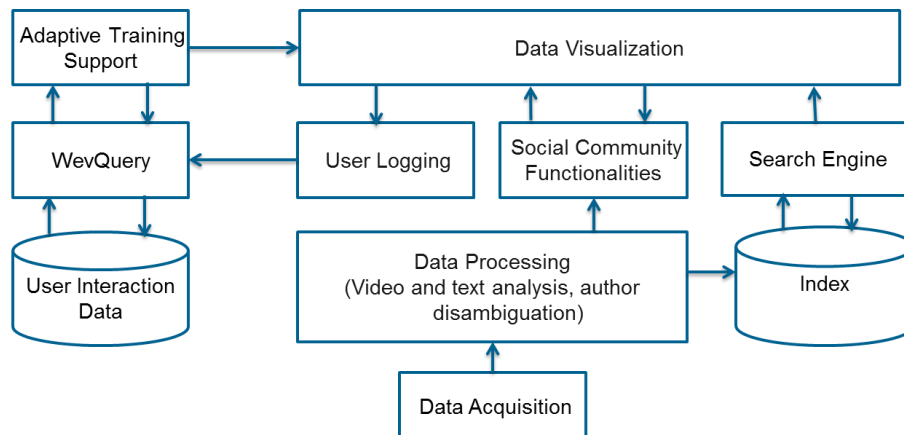 Adaptive Training
Support
Data Visualization
WevQuery
User Logging
Social Community
Functionalities
Search Engine
User Interaction
Data
Data Processing
(Video and text analysis, author
disambiguation)
Index
Data Acquisition